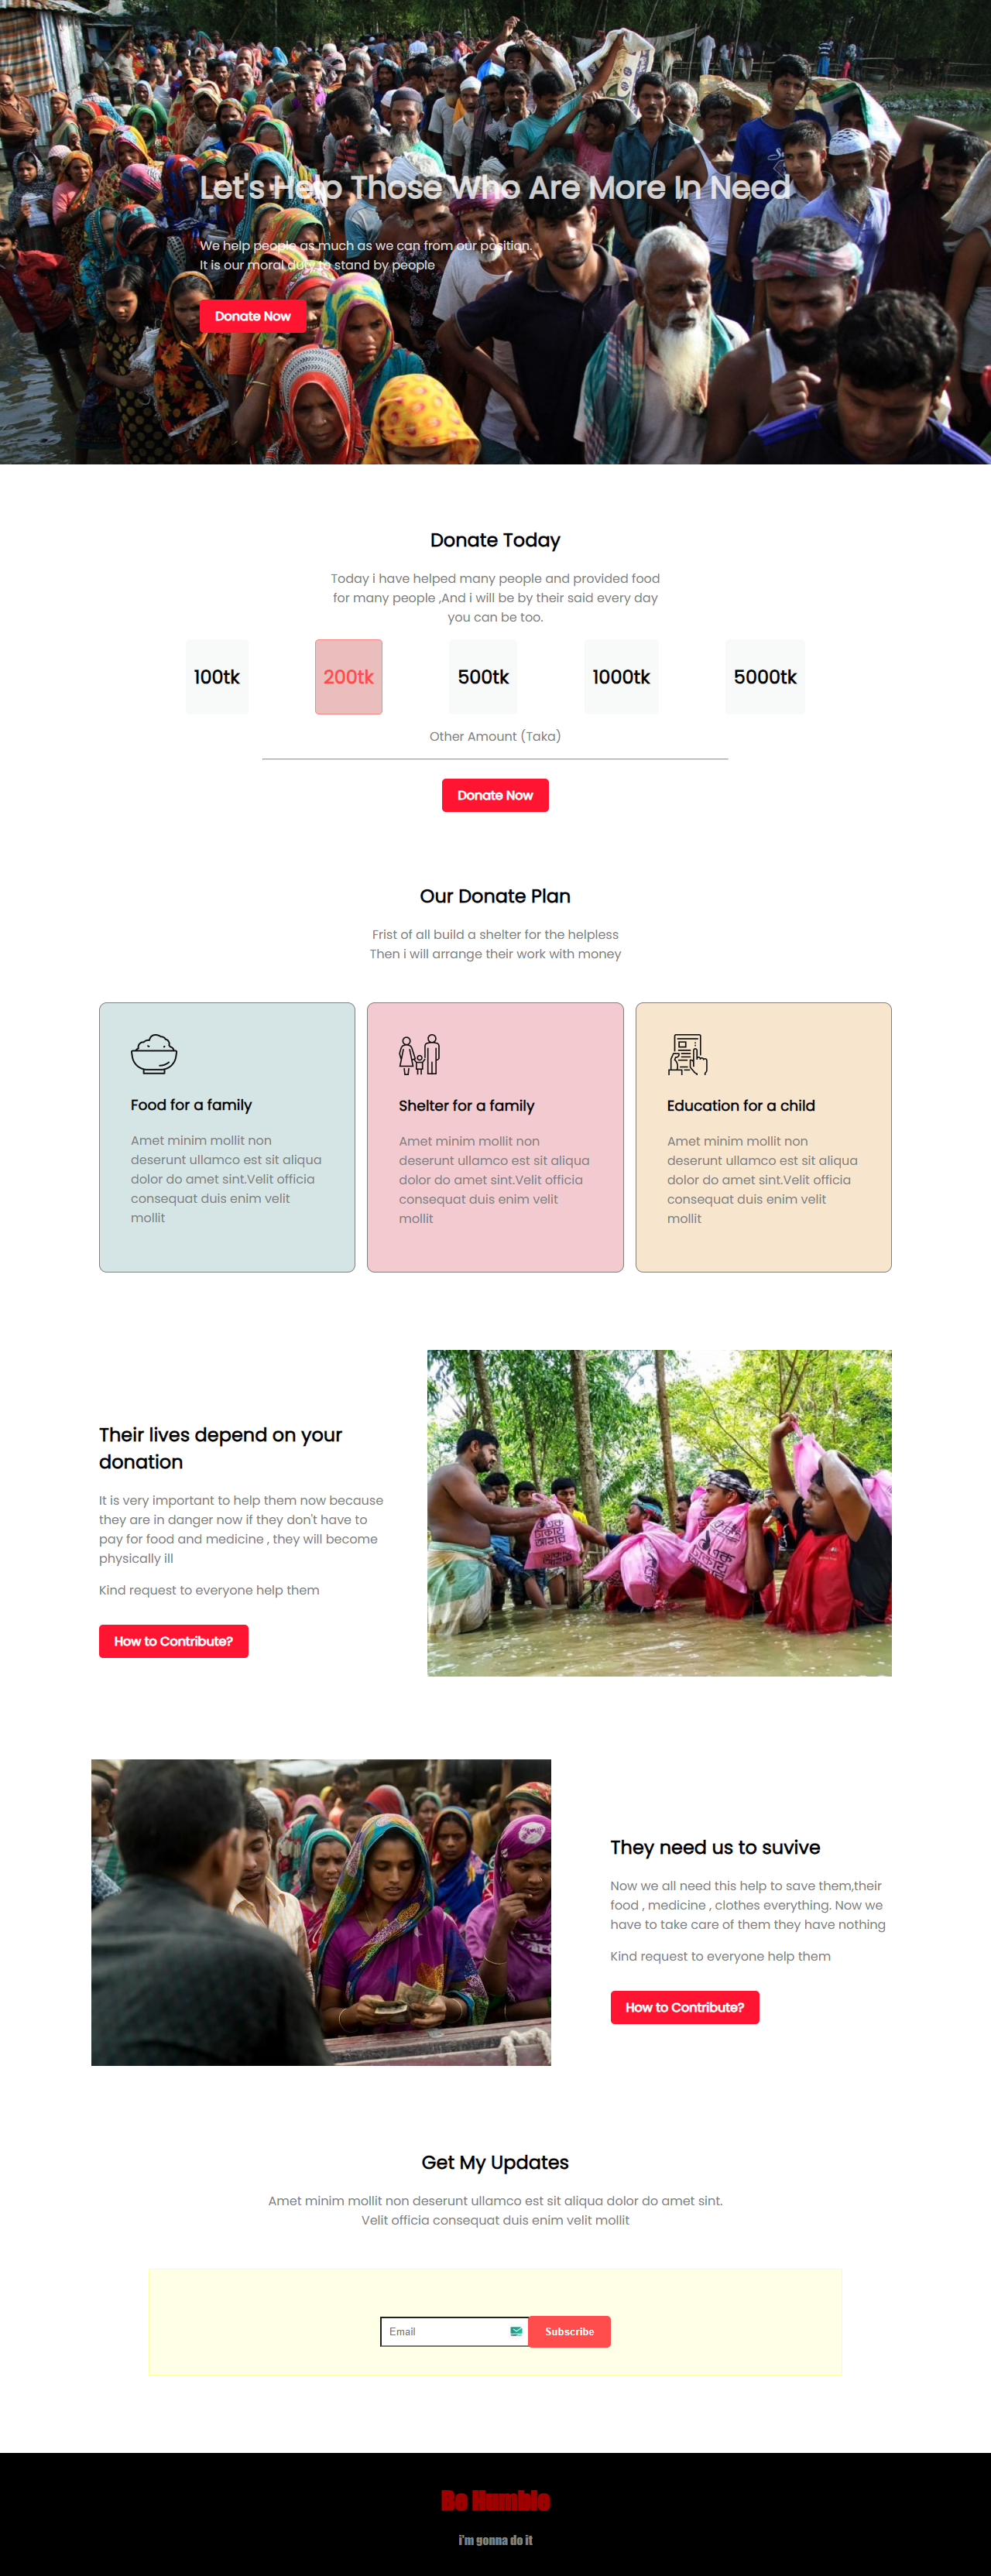 Let's Help Those Who Are More In Need
We help people as much as we can from our position.
It is our moral duty to stand by people
Donate Now
Donate Today
Today i have helped many people and provided food
for many people ,And i will be by their said every day
you can be too.
100tk
200tk
500tk
1000tk
5000tk
Other Amount (Taka)
Donate Now
Our Donate Plan
Frist of all build a shelter for the helpless
Then i will arrange their work with money
Food for a family
Amet minim mollit non
deserunt ullamco est sit aliqua
dolor do amet sint.Velit officia
consequat duis enim velit
mollit
Shelter for a family
Amet minim mollit non
deserunt ullamco est sit aliqua
dolor do amet sint.Velit officia
consequat duis enim velit
mollit
Education for a child
Amet minim mollit non
deserunt ullamco est sit aliqua
dolor do amet sint.Velit officia
consequat duis enim velit
mollit
Their lives depend on your
donation
It is very important to help them now because
they are in danger now if they don't have to
pay for food and medicine , they will become
physically ill
Kind request to everyone help them
How to Contribute?
এক
টাকায়
আহার
They need us to suvive
Now we all need this help to save them,their
food , medicine , clothes everything. Now we
have to take care of them they have nothing
Kind request to everyone help them
How to Contribute?
Get My Updates
Amet minim mollit non deserunt ullamco est sit aliqua dolor do amet sint.
Velit officia consequat duis enim velit mollit
Email
Subscribe
Be Humble
i'm gonna do it